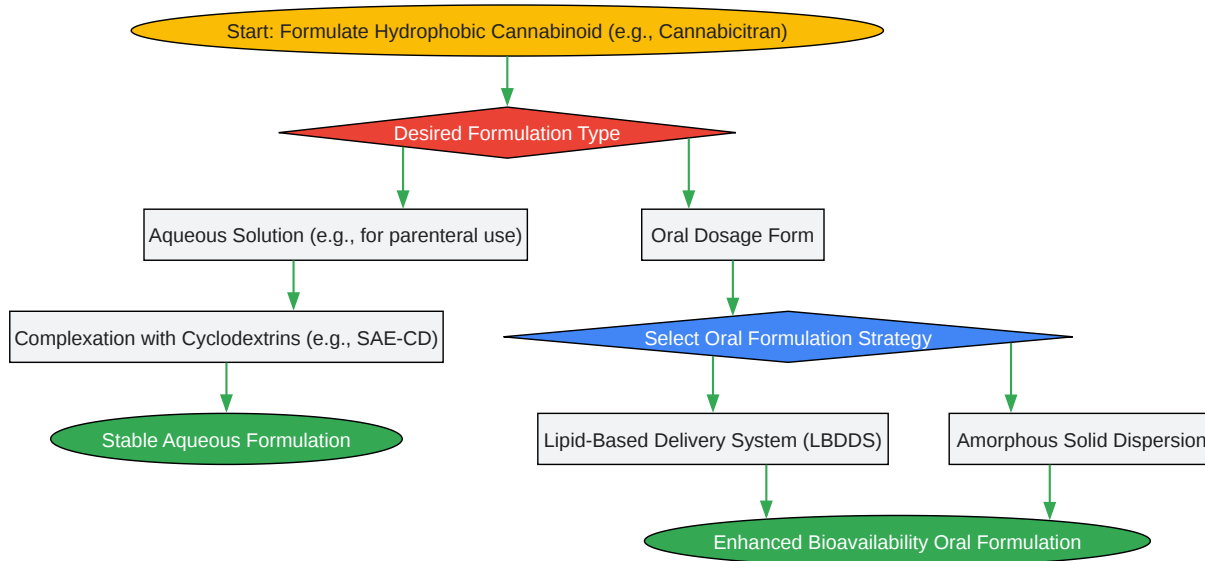 Start: Formulate Hydrophobic Cannabinoid (e.g., Cannabicitran)
Desired Formulation Type
Aqueous Solution (e.g., for parenteral use)
Oral Dosage Form
Complexation with Cyclodextrins (e.g., SAE-CD)
Select Oral Formulation Strategy
Stable Aqueous Formulation
Lipid-Based Delivery System (LBDDS)
Amorphous Solid Dispersion
Enhanced Bioavailability Oral Formulation